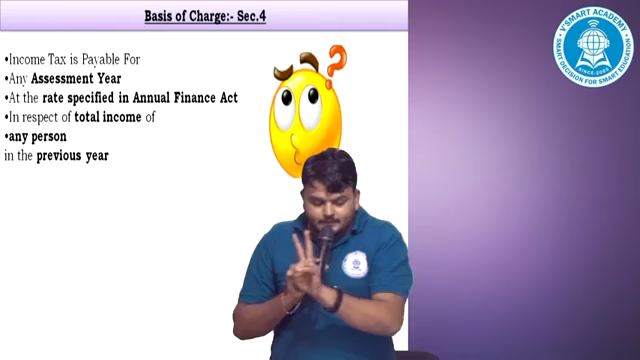 Basis of Charge:- Sec.4
•Income Tax is Payable For
•Any Assessment Year
•At the rate specified in Annual Finance Act
•In respect of total income of
•any person
in the previous year
V'SMART ACADEMY
SINCE-2005
SMART DECISION FOR SMART EDUCATION